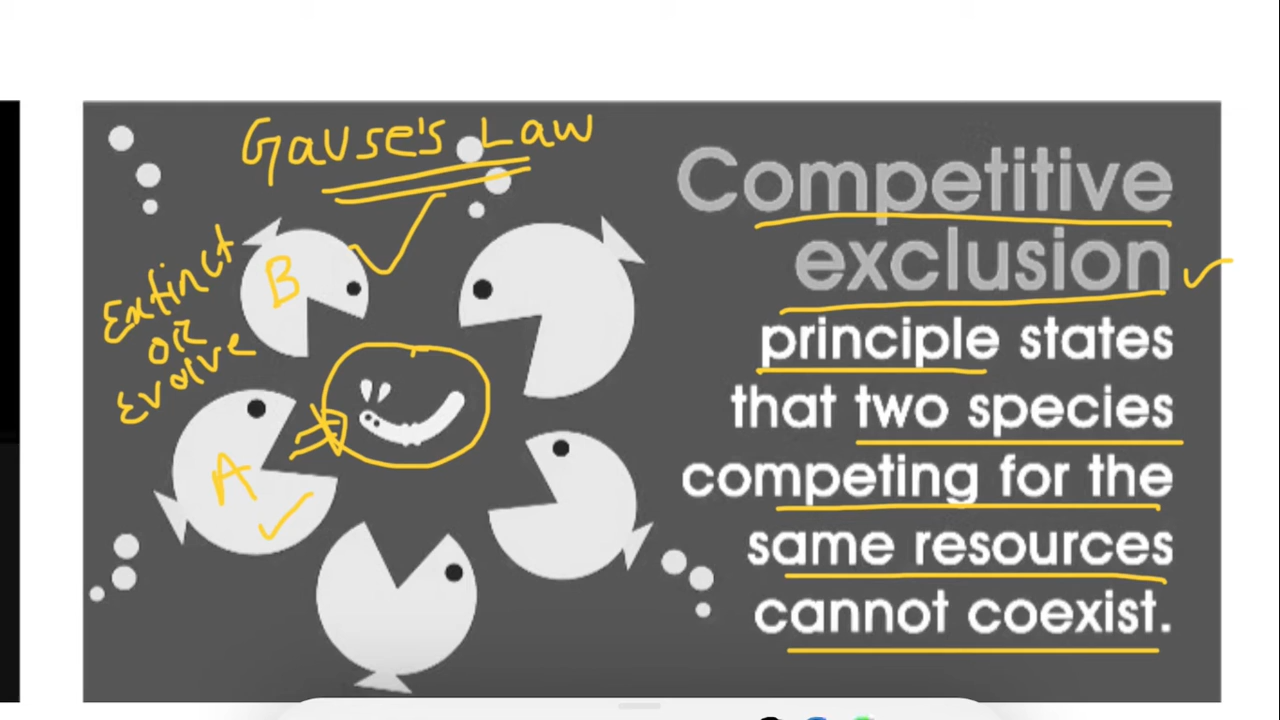 Gause's Law
Competitive
exclusion
principle states
that two species
competing for the
same resources
cannot coexist.
Extinct
or
Evolve
B
A